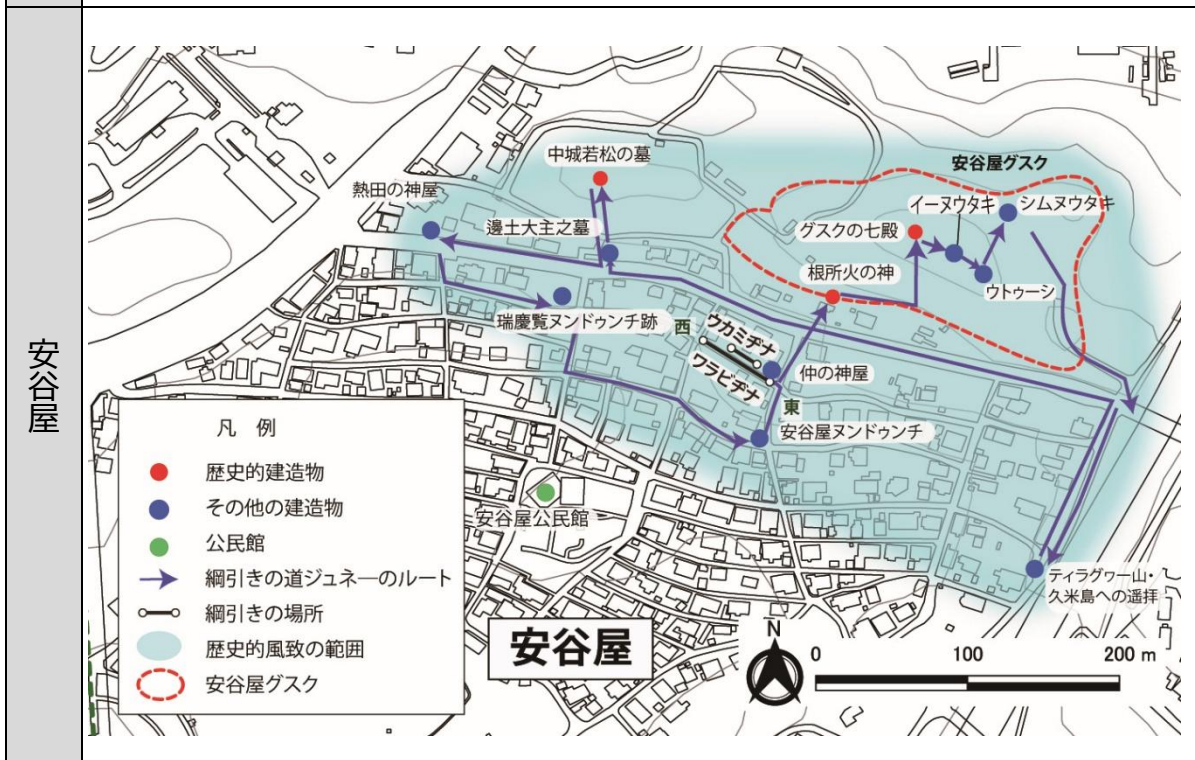 安谷屋
中城若松の墓
安谷屋グスク
熱田の神屋
イーヌウタキ
シムヌウタキ
邊土大主之墓
グスクの七殿
根所火の神
ウトゥーシ
瑞慶覧ヌンドゥンチ跡
西
ウカミヂナ
ワラビヂナ
仲の神屋
東
安谷屋ヌンドゥンチ
凡 例
歴史的建造物
その他の建造物
公民館
綱引きの道ジュネーのルート
綱引きの場所
歴史的風致の範囲
安谷屋グスク
安谷屋公民館
ティラグヮー山・
久米島への遥拝
安谷屋
N
0 100 200 m